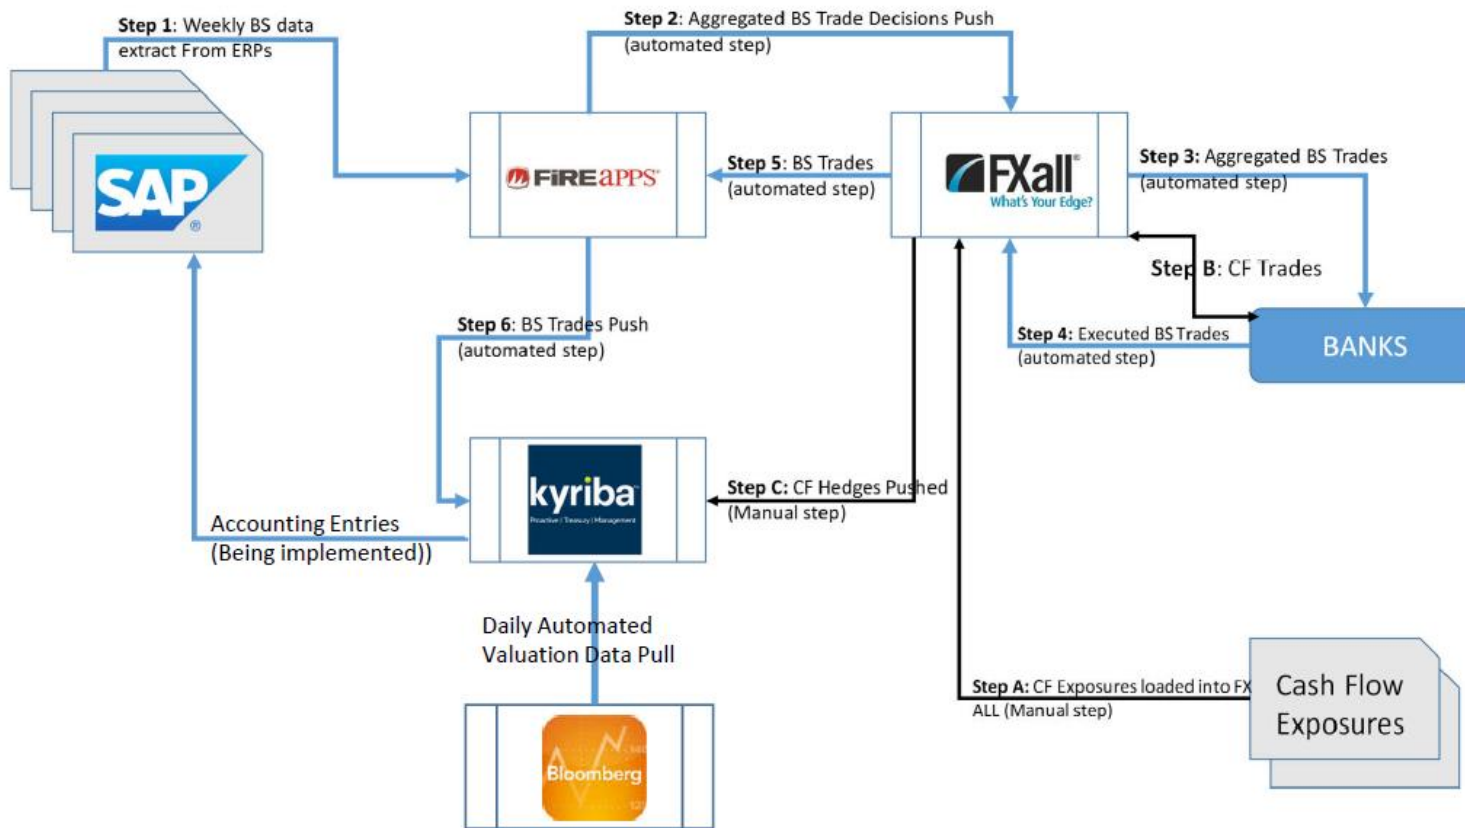 Step 1: Weekly BS data
extract From ERPs
Step 2: Aggregated BS Trade Decisions Push
(automated step)
SAP
®
FiREaPPS®
Step 5: BS Trades
(automated step)
FXall®
What's Your Edge?
Step 3: Aggregated BS Trades
(automated step)
Step B: CF Trades
Step 6: BS Trades Push
(automated step)
Step 4: Executed BS Trades
(automated step)
BANKS
kyriba™
Proactive | Treasury | Management
Step C: CF Hedges Pushed
(Manual step)
Accounting Entries
(Being implemented))
Daily Automated
Valuation Data Pull
Step A: CF Exposures loaded into FX
ALL (Manual step)
Cash Flow
Exposures
Bloomberg